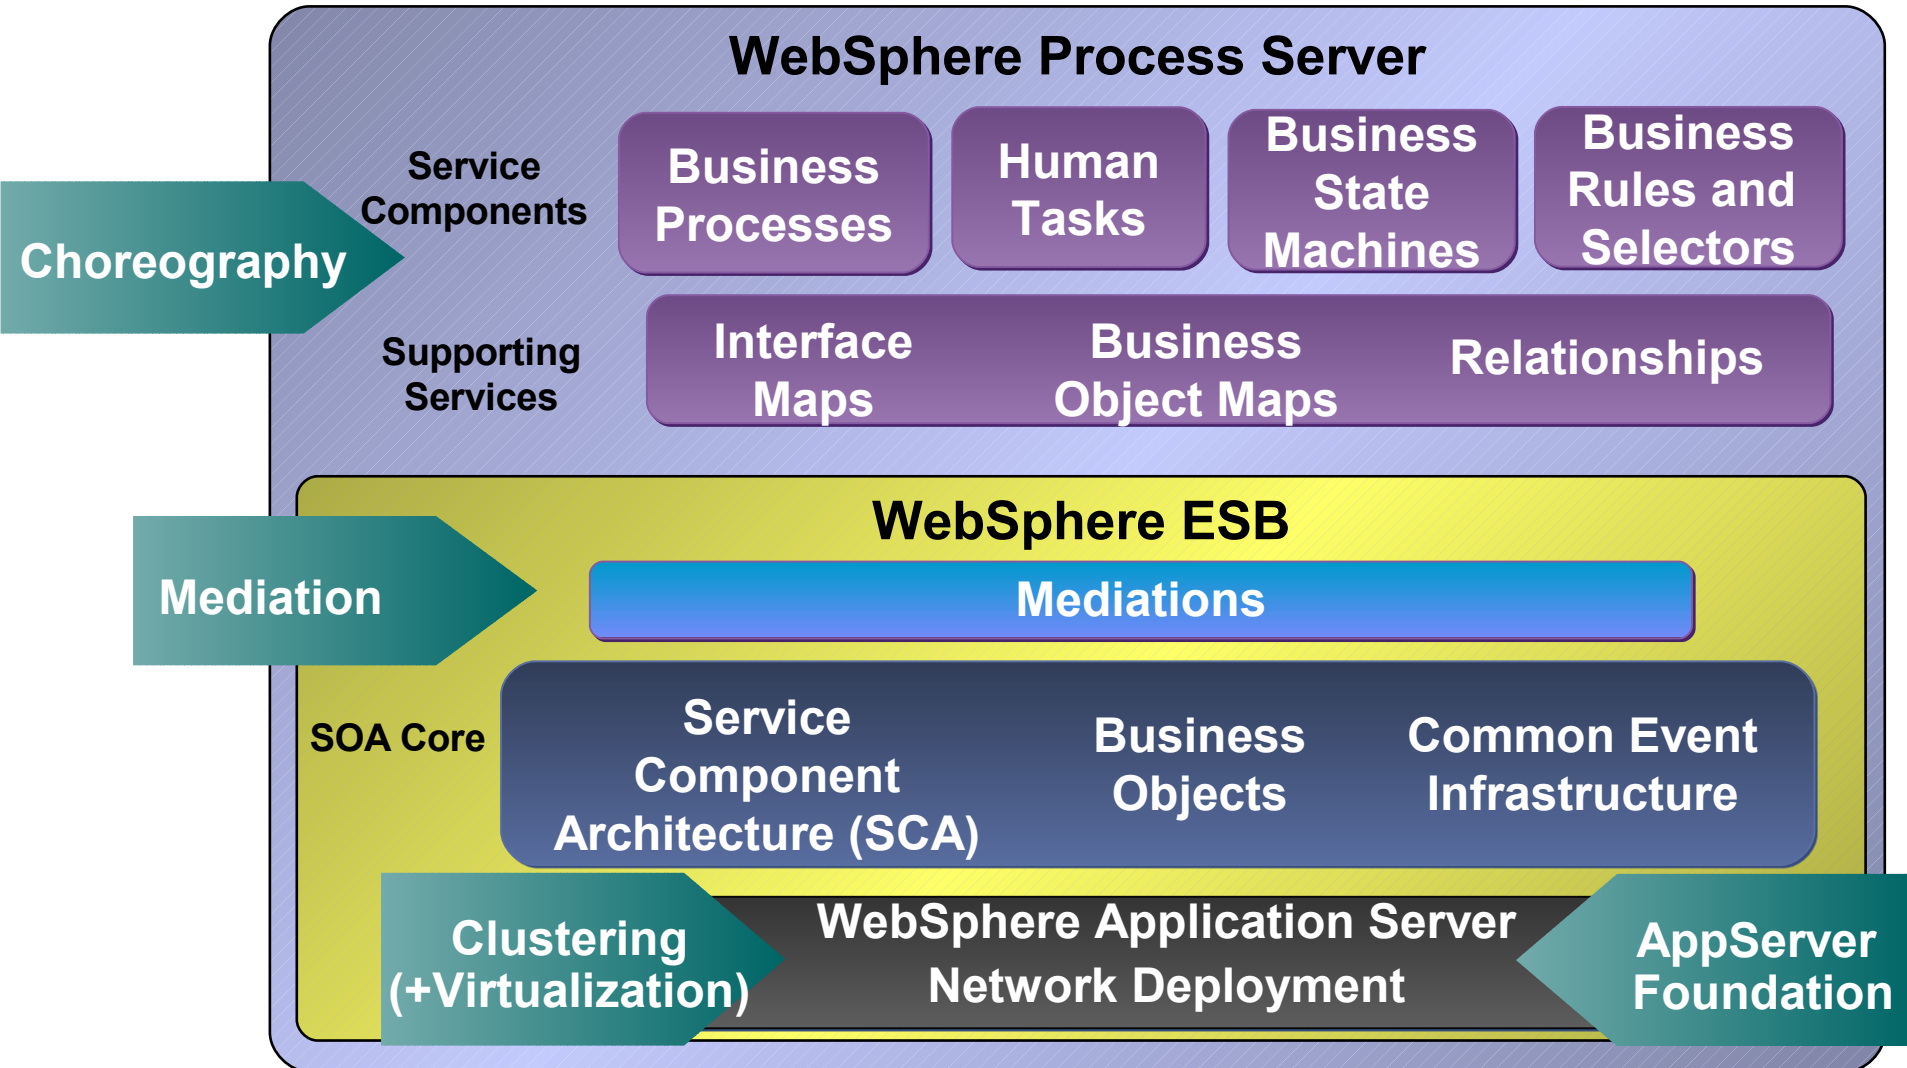 WebSphere Process Server
Service
Components
Business
Processes
Human
Tasks
Business
State
Machines
Business
Rules and
Selectors
Choreography
Supporting
Services
Interface
Maps
Business
Object Maps
Relationships
WebSphere ESB
Mediation
Mediations
SOA Core
Service
Component
Architecture (SCA)
Business
Objects
Common Event
Infrastructure
Clustering
(+Virtualization)
WebSphere Application Server
Network Deployment
AppServer
Foundation